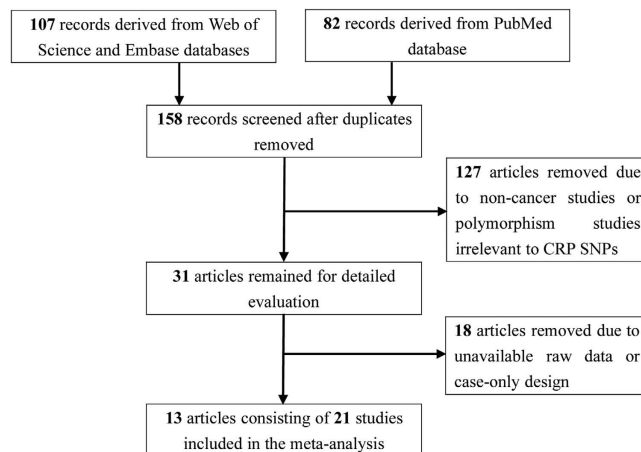 107 records derived from Web of
Science and Embase databases
82 records derived from PubMed
database
158 records screened after duplicates
removed
127 articles removed due
to non-cancer studies or
polymorphism studies
irrelevant to CRP SNPs
31 articles remained for detailed
evaluation
18 articles removed due to
unavailable raw data or
case-only design
13 articles consisting of 21 studies
included in the meta-analysis